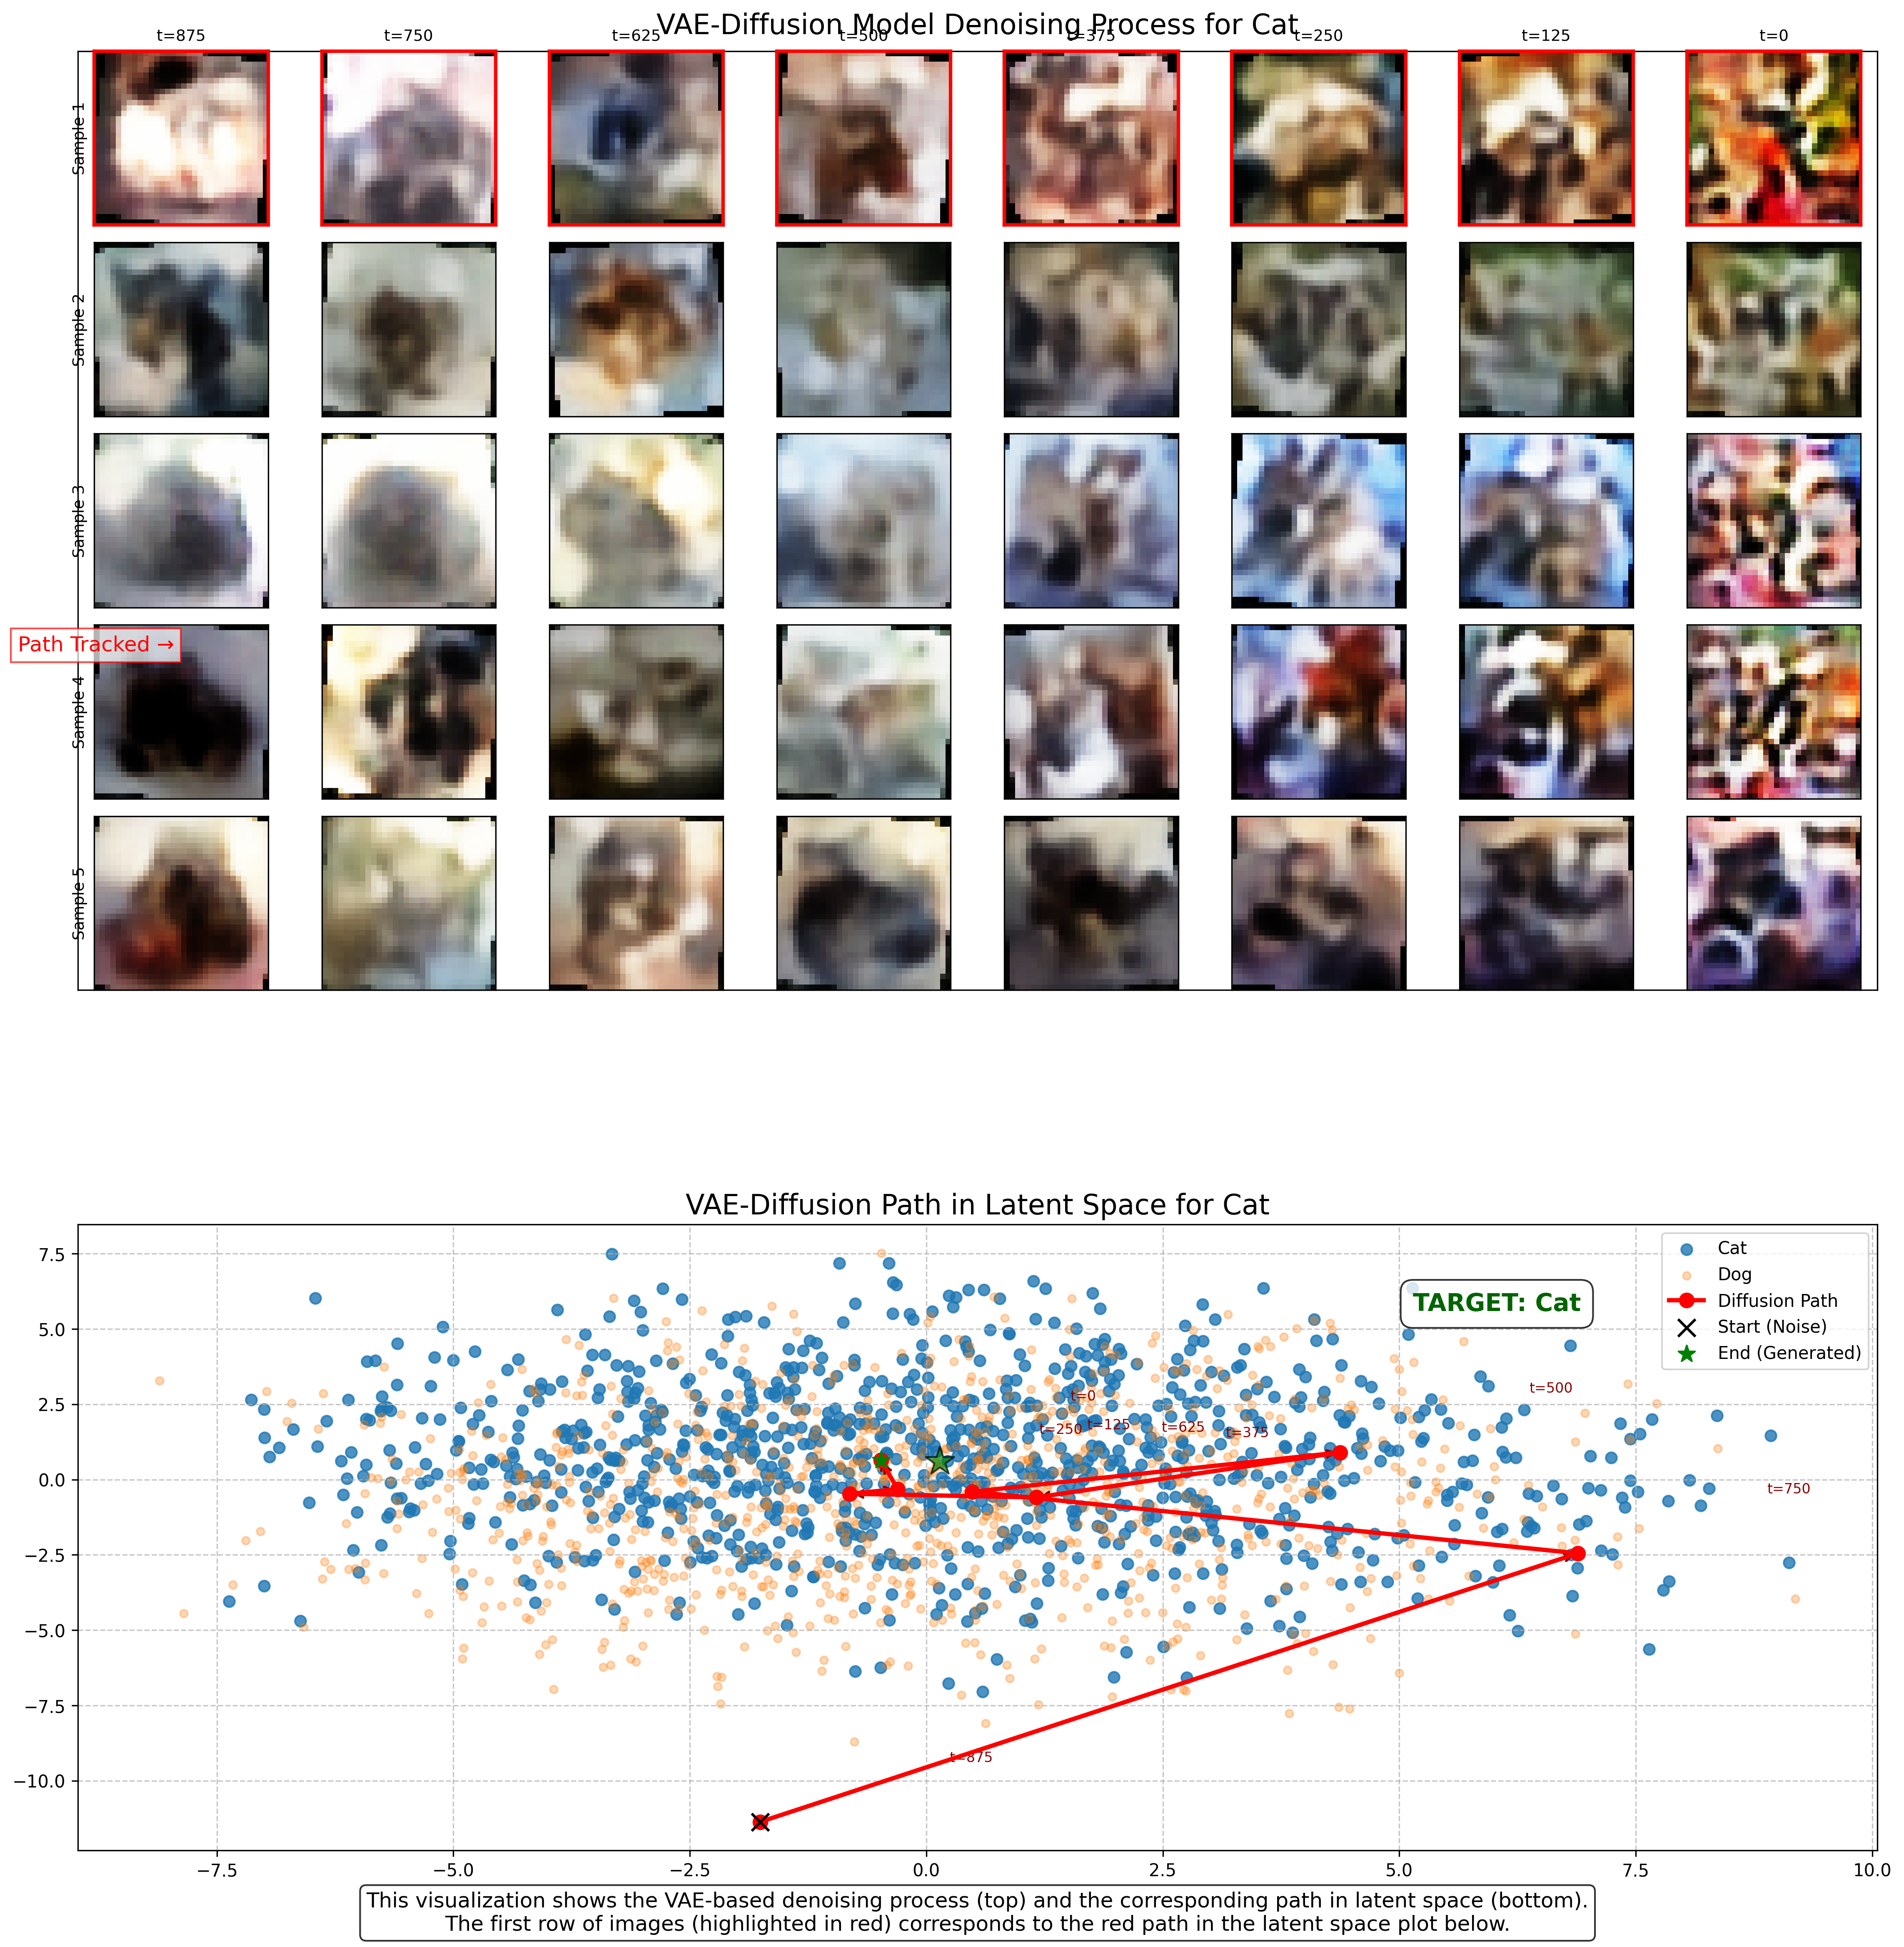 VAE-Diffusion Model Denoising Process for Cat
t=875 t=750 t=625 t=500 t=375 t=250 t=125 t=0
Sample 1
Sample 2
Sample 3
Path Tracked →
Sample 4
Sample 5
VAE-Diffusion Path in Latent Space for Cat
7.5
5.0
2.5
0.0
−2.5
−5.0
−7.5
−10.0
Cat
Dog
Diffusion Path
Start (Noise)
End (Generated)
TARGET: Cat
t=500
t=0
t=250
t=125
t=625
t=375
t=750
t=875
−7.5 −5.0 −2.5 0.0 2.5 5.0 7.5 10.0
This visualization shows the VAE-based denoising process (top) and the corresponding path in latent space (bottom).
The first row of images (highlighted in red) corresponds to the red path in the latent space plot below.